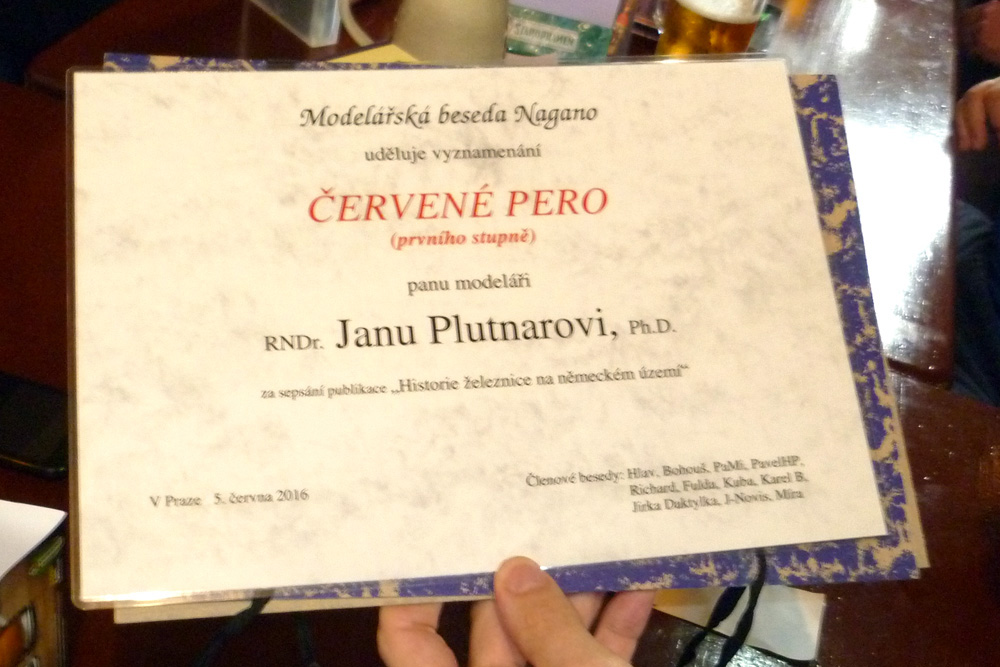 Modelářská beseda Nagano
uděluje vyznamenání
ČERVENÉ PERO
(prvního stupně)
panu modeláři
RNDr. Janu Plutnarovi, Ph.D.
za sepsání publikace „Historie železnice na německém území“
V Praze 5. června 2016
Členové besedy: Hlav, Bohouš, PaMi, PavelHP,
Richard, Fulda, Kuba, Karel B.
Jirka Daktylka, J-Novis, Míra